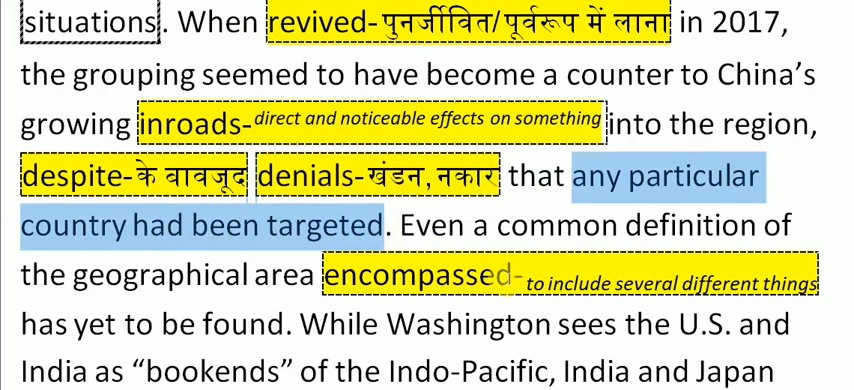 situations. When revived-पुनर्जीवित/पूर्वरूप में लाना in 2017,
the grouping seemed to have become a counter to China’s
growing inroads-direct and noticeable effects on something into the region,
despite-के बावजूद denials-खंडन, नकार that any particular
country had been targeted. Even a common definition of
the geographical area encompassed- to include several different things
has yet to be found. While Washington sees the U.S. and
India as “bookends” of the Indo-Pacific, India and Japan